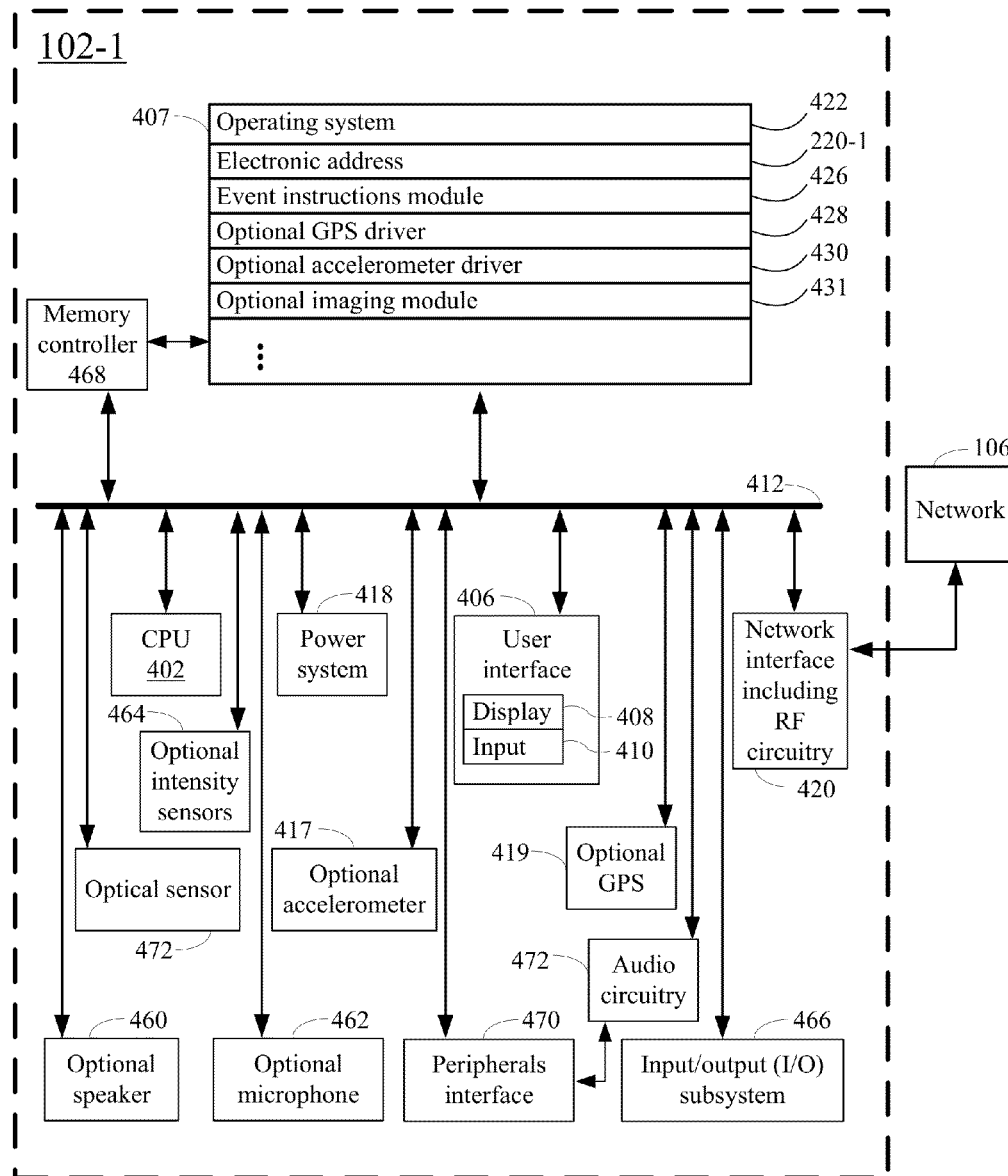 102-1
407
Operating system
422
Electronic address
220-1
Event instructions module
426
Optional GPS driver
428
Optional accelerometer driver
430
Optional imaging module
431
Memory
controller
468
412
106
Network
CPU
402
418
Power
system
406
User
interface
Display
408
Input
410
Network
interface
including
RF
circuitry
420
464
Optional
intensity
sensors
417
Optional
accelerometer
419
Optional
GPS
Optical sensor
472
472
Audio
circuitry
460
Optional
speaker
462
Optional
microphone
470
Peripherals
interface
466
Input/output (I/O)
subsystem